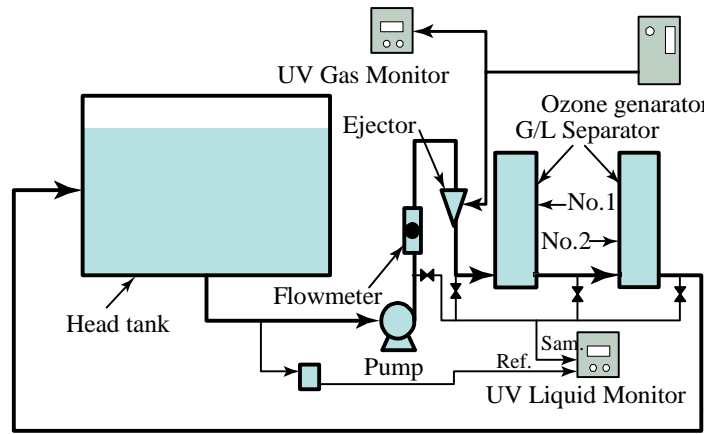 UV Gas Monitor
Ozone genarator
G/L Separator
Ejector
No.1
No.2
Flowmeter
Head tank
Pump
Sam.
Ref.
UV Liquid Monitor